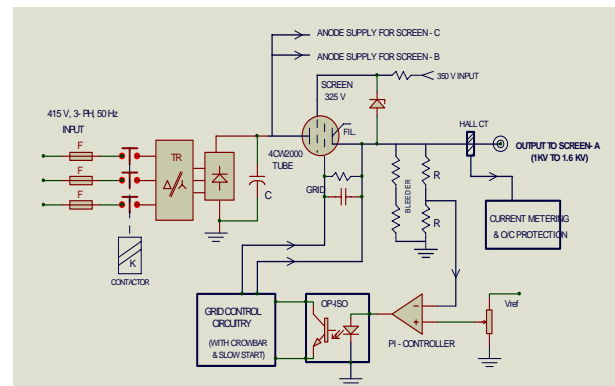 ANODE SUPPLY FOR SCREEN - C
ANODE SUPPLY FOR SCREEN - B
SCREEN
325 V
350 V INPUT
415 V, 3- PH, 50 Hz
INPUT
F
F
F
TR
FIL.
4CW2000
TUBE
HALL CT
OUTPUT TO SCREEN- A
(1KV TO 1.6 KV)
C
GRID
BLEEDER
R
R
CURRENT METERING
& O/C PROTECTION
K
CONTACTOR
GRID CONTROL
CIRCUITRY
(WITH CROWBAR
& SLOW START)
OP-ISO
PI - CONTROLLER
Vref